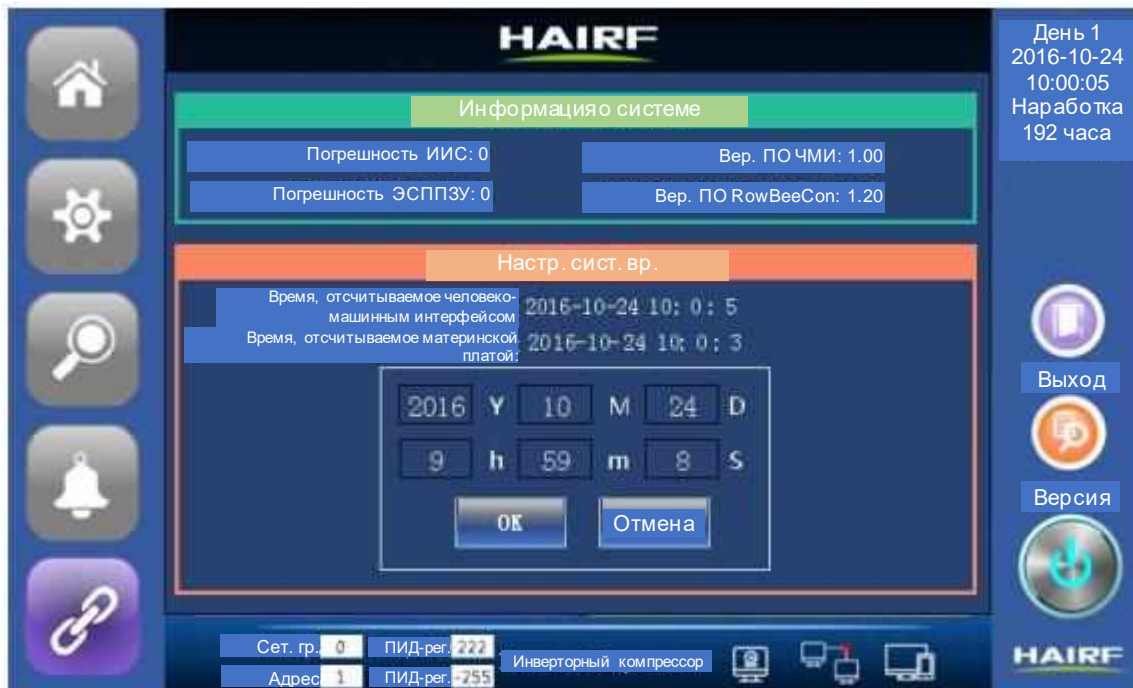 HAIRF
День 1
2016-10-24
10:00:05
Наработка
192 часа
Информацияо системе
Погрешность ИИС: 0
Вер. ПО ЧМИ: 1.00
Погрешность ЭСППЗУ: 0
Вер. ПО RowBeeCon: 1.20
Настр. сист. вр.
Время, отсчитываемое человеко-
машинным интерфейсом 2016-10-24 10: 0: 5
Время, отсчитываемое материнской
платой: 2016-10-24 10: 0: 3
2016 Y 10 M 24 D
9 h 59 m 8 S
OK Отмена
Выход
Версия
Сет. гр. 0 ПИД-рег. 222
Инверторный компрессор
Адрес 1 ПИД-рег. -255
HAIRF